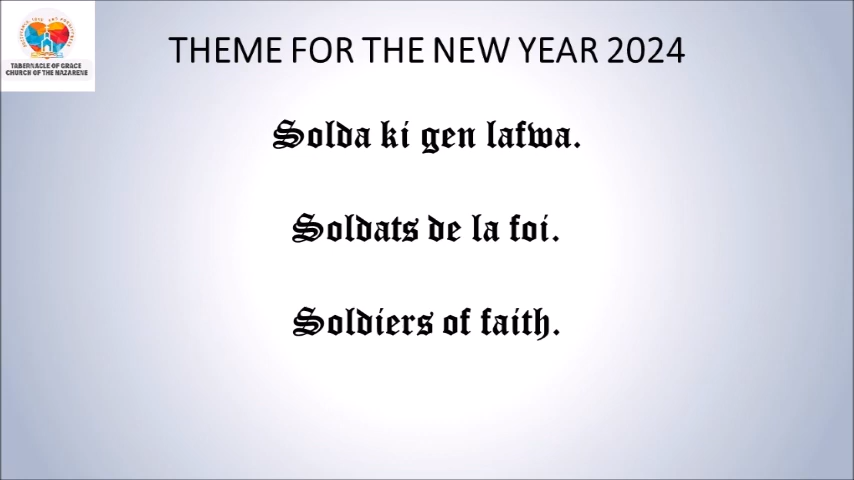 TABERNACLE OF GRACE
CHURCH OF THE NAZARENE
THEME FOR THE NEW YEAR 2024
Solda ki gen lafwa.
Soldats de la foi.
Soldiers of faith.